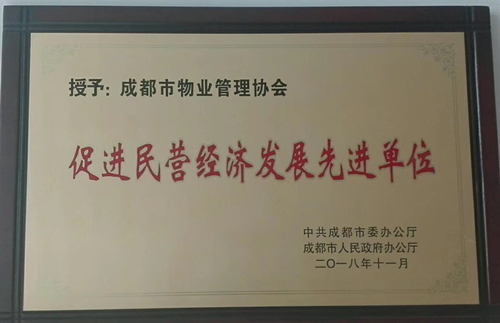 授予：成都市物业管理协会
促进民营经济发展先进单位
中共成都市委办公厅
成都市人民政府办公厅
二〇一八年十一月